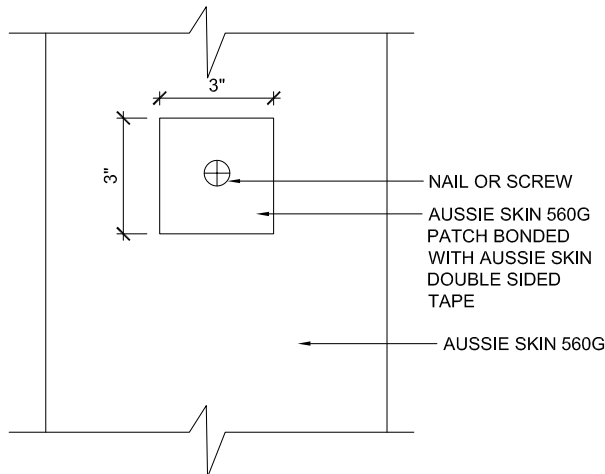 3"
3"
NAIL OR SCREW
AUSSIE SKIN 560G
PATCH BONDED
WITH AUSSIE SKIN
DOUBLE SIDED
TAPE
AUSSIE SKIN 560G